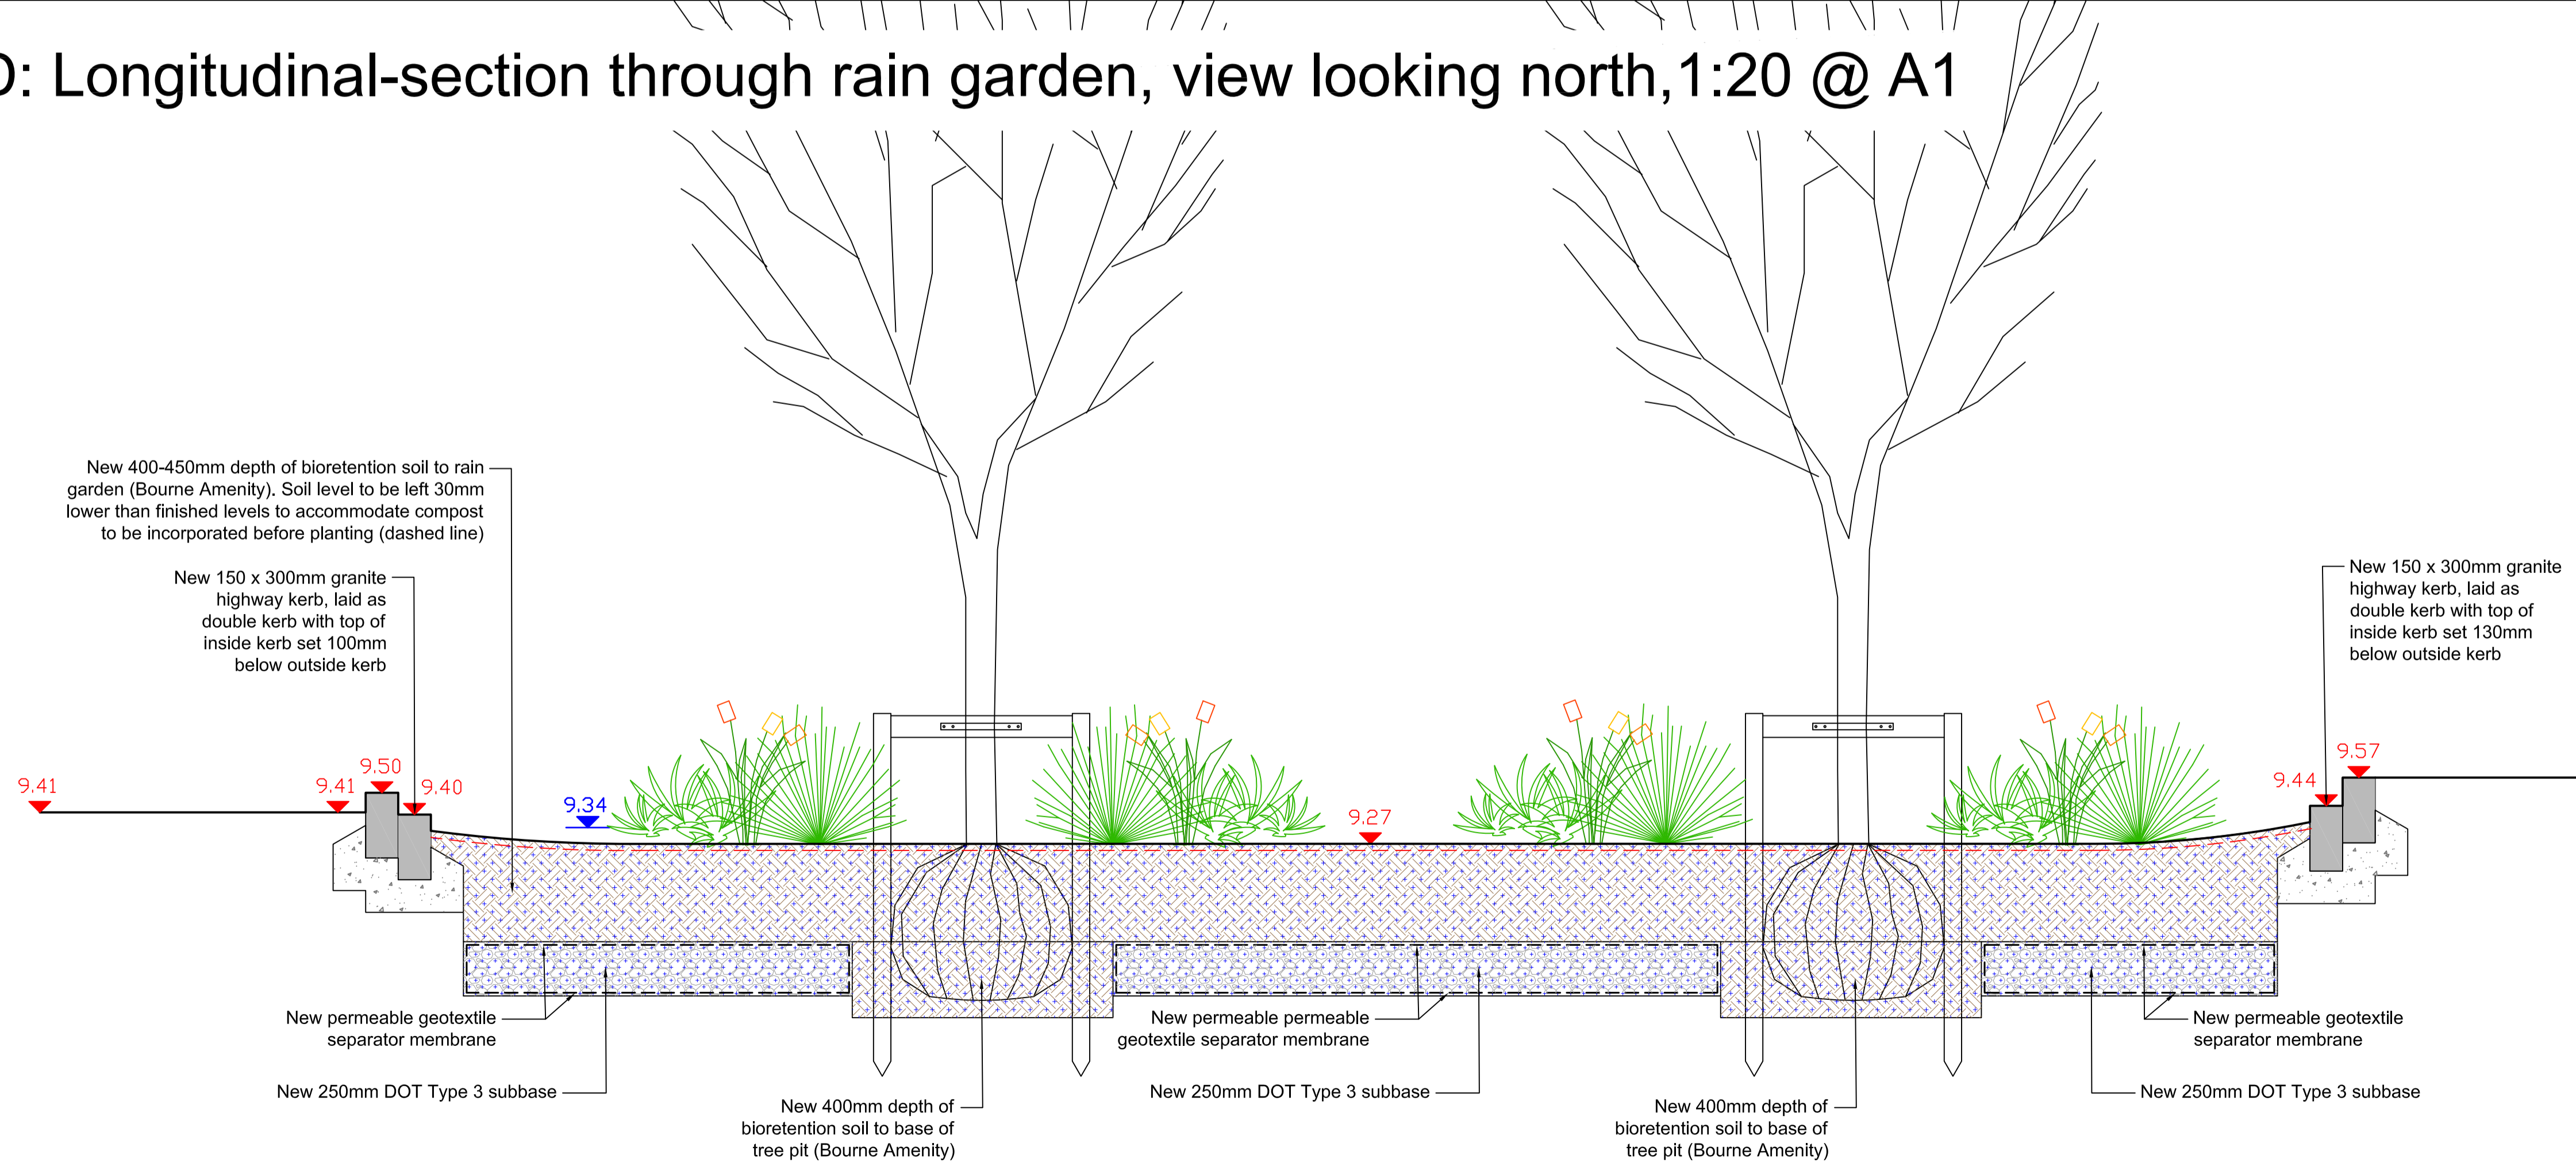 D: Longitudinal-section through rain garden, view looking north,1:20 @ A1
New 400-450mm depth of bioretention soil to rain
garden (Bourne Amenity). Soil level to be left 30mm
lower than finished levels to accommodate compost
to be incorporated before planting (dashed line)
New 150 x 300mm granite
highway kerb, laid as
double kerb with top of
inside kerb set 100mm
below outside kerb
New 150 x 300mm granite
highway kerb, laid as
double kerb with top of
inside kerb set 130mm
below outside kerb
9.41
9.41
9.50
9.40
9.34
9.27
9.44
9.57
New permeable geotextile
separator membrane
New permeable permeable
geotextile separator membrane
New permeable geotextile
separator membrane
New 250mm DOT Type 3 subbase
New 250mm DOT Type 3 subbase
New 250mm DOT Type 3 subbase
New 400mm depth of
bioretention soil to base of
tree pit (Bourne Amenity)
New 400mm depth of
bioretention soil to base of
tree pit (Bourne Amenity)